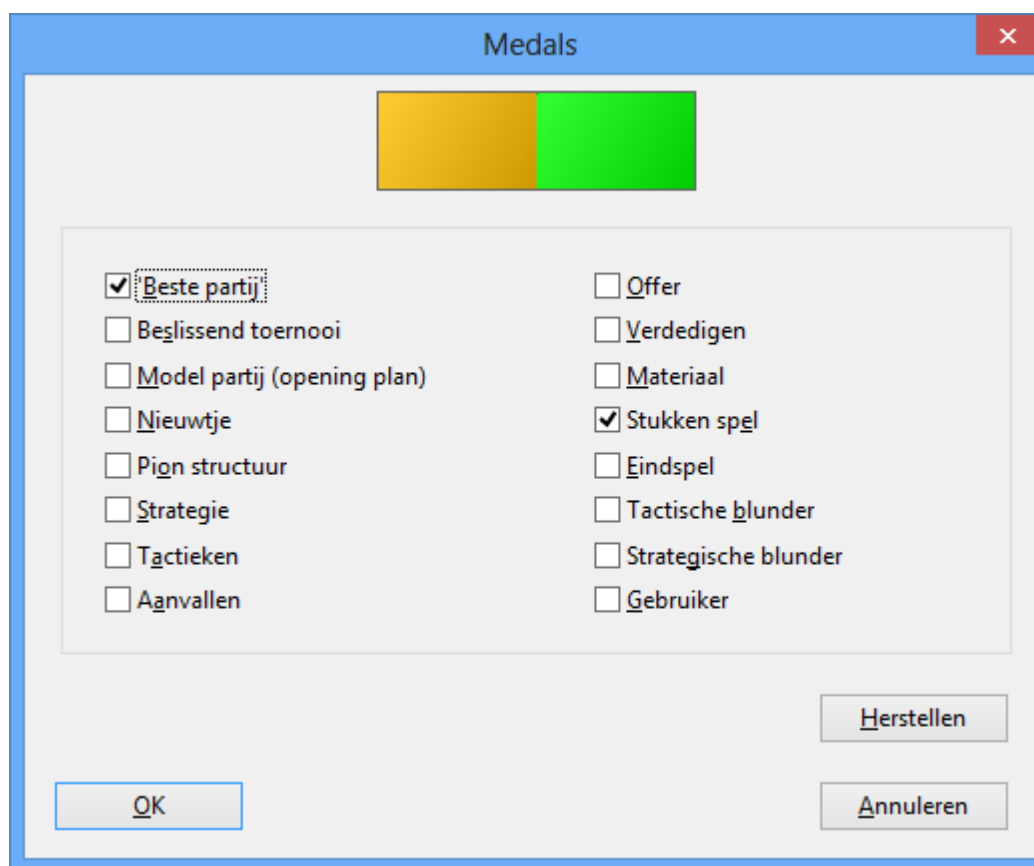 Medals
'Beste partij'
Beslissend toernooi
Model partij (opening plan)
Nieuwtje
Pion structuur
Strategie
Tactieken
Aanvallen
Offer
Verdedigen
Materiaal
Stukken spel
Eindspel
Tactische blunder
Strategische blunder
Gebruiker
Herstellen
OK
Annuleren